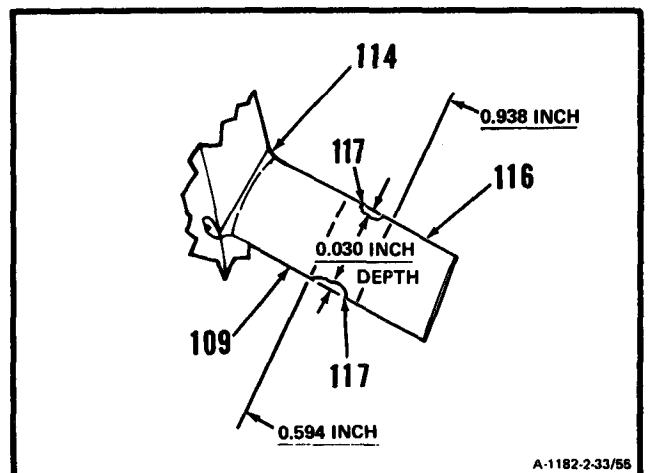 114
0.938 INCH
117
116
0.030 INCH
DEPTH
109
117
0.594 INCH
A-1182-2-33/56